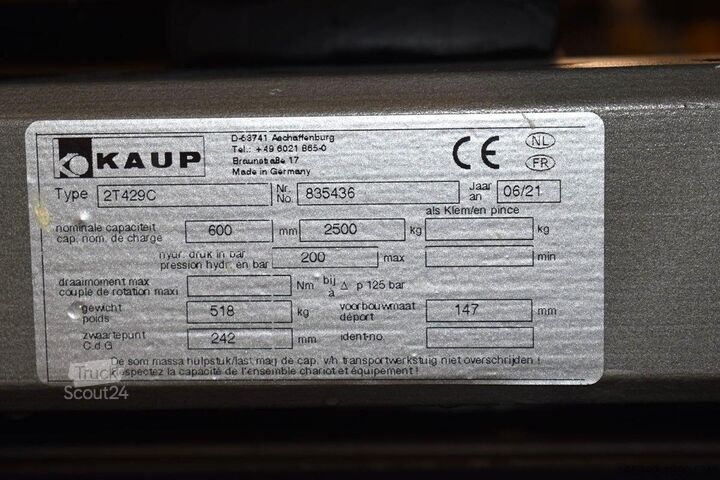 KAUP
D-63741 Aschaffenburg
Tel.: +49 6021 865-0
Braunstraße 17
Made in Germany
CE
NL
FR
Type 2T429C Nr. No. 835436 Jaar an 06/21
als Klem/en pince
nominale capaciteit cap. nom. de charge 600 mm 2500 kg kg
hydr. druk in bar pression hydr. en bar 200 max min
draaimoment max couple de rotation maxi Nm bij à Δ p 125 bar
gewicht poids 518 kg voorbouwmaat déport 147 mm
zwaartepunt C.d.G 242 mm ident-no
De som massa hulpstuk/last mag de cap. v/h transportwerkstuig niet overschrijden !
Respectez la capacité de l'ensemble chariot et équipement !
Truck
Scout24